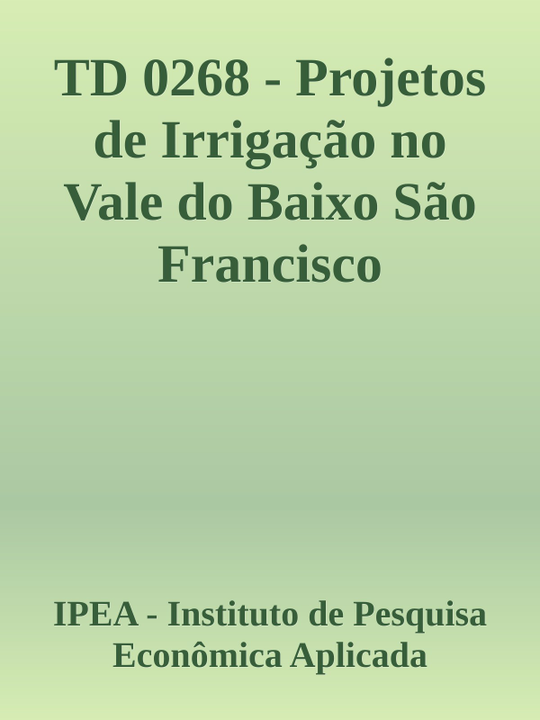 TD 0268 - Projetos
de Irrigação no
Vale do Baixo São
Francisco
IPEA - Instituto de Pesquisa
Econômica Aplicada